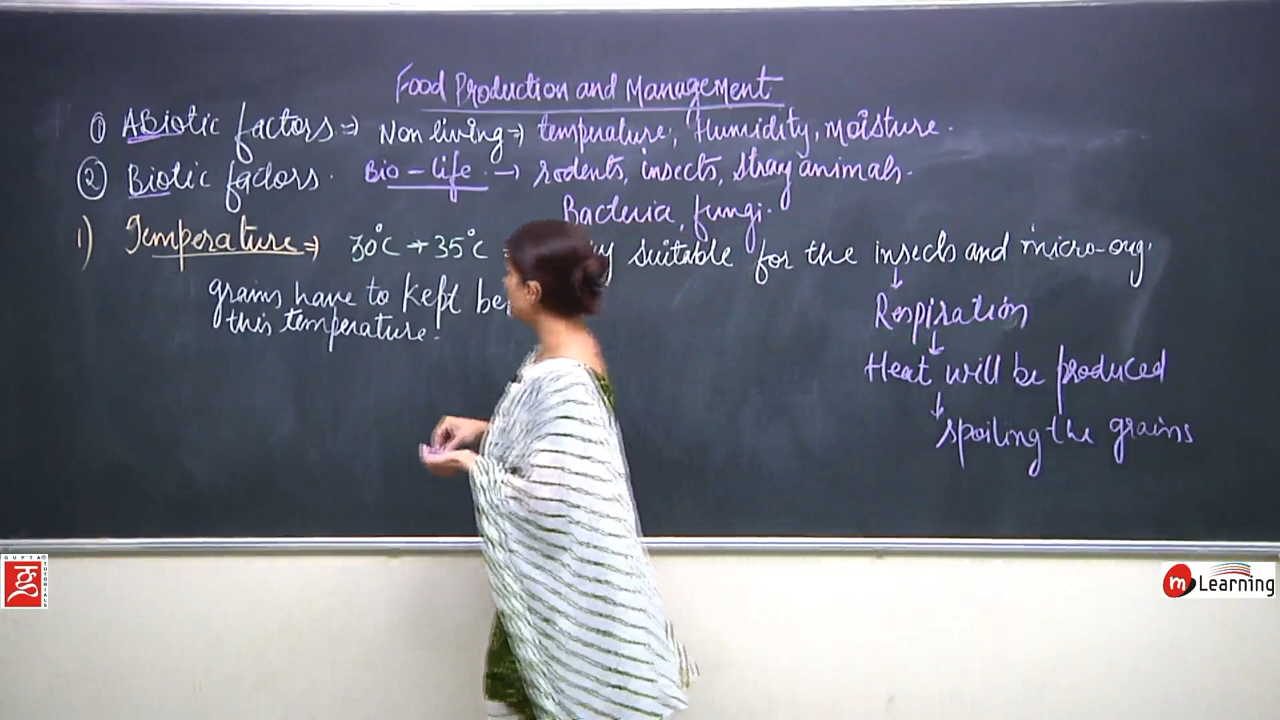 Food Production and Management
① ABiotic factors ⇒ Non living ⇒ temperature, Humidity, Moisture.
② Biotic factors. Bio - life. → rodents, insects, stray animals.
Bacteria, fungi.
1) Temperature ⇒ 30°C → 35°C suitable for the insects and micro-org.
grains have to kept
this temperature.
↓
Respiration
↓
Heat will be produced
↓
spoiling the grains
GUPTA TUTORIALS
m Learning